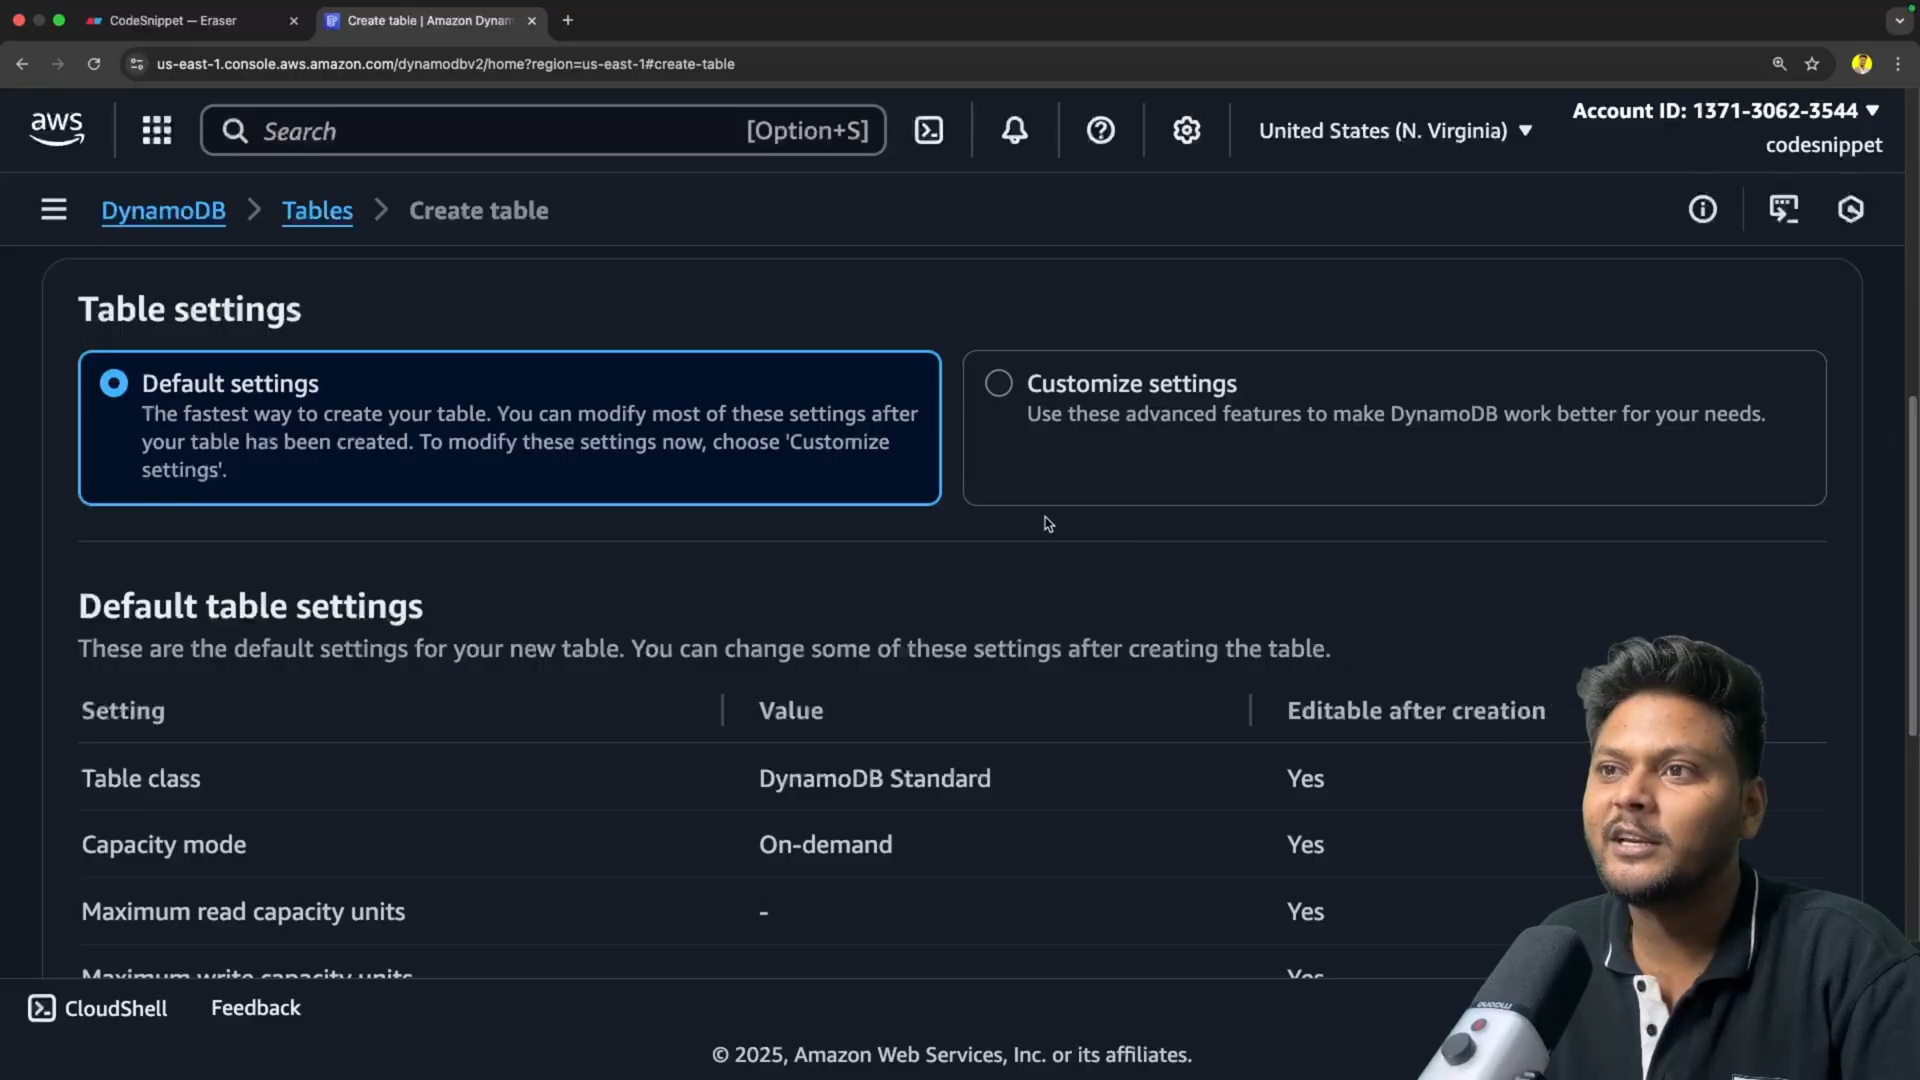 CodeSnippet — Eraser
Create table | Amazon Dynam
us-east-1.console.aws.amazon.com/dynamodbv2/home?region=us-east-1#create-table
aws
Search
[Option+S]
United States (N. Virginia)
Account ID: 1371-3062-3544
codesnippet
DynamoDB
Tables
Create table
Table settings
Default settings
The fastest way to create your table. You can modify most of these settings after
your table has been created. To modify these settings now, choose 'Customize
settings'.
Customize settings
Use these advanced features to make DynamoDB work better for your needs.
Default table settings
These are the default settings for your new table. You can change some of these settings after creating the table.
Setting
Value
Editable after creation
Table class
DynamoDB Standard
Yes
Capacity mode
On-demand
Yes
Maximum read capacity units
-
Yes
Maximum write capacity units
Yes
CloudShell
Feedback
© 2025, Amazon Web Services, Inc. or its affiliates.